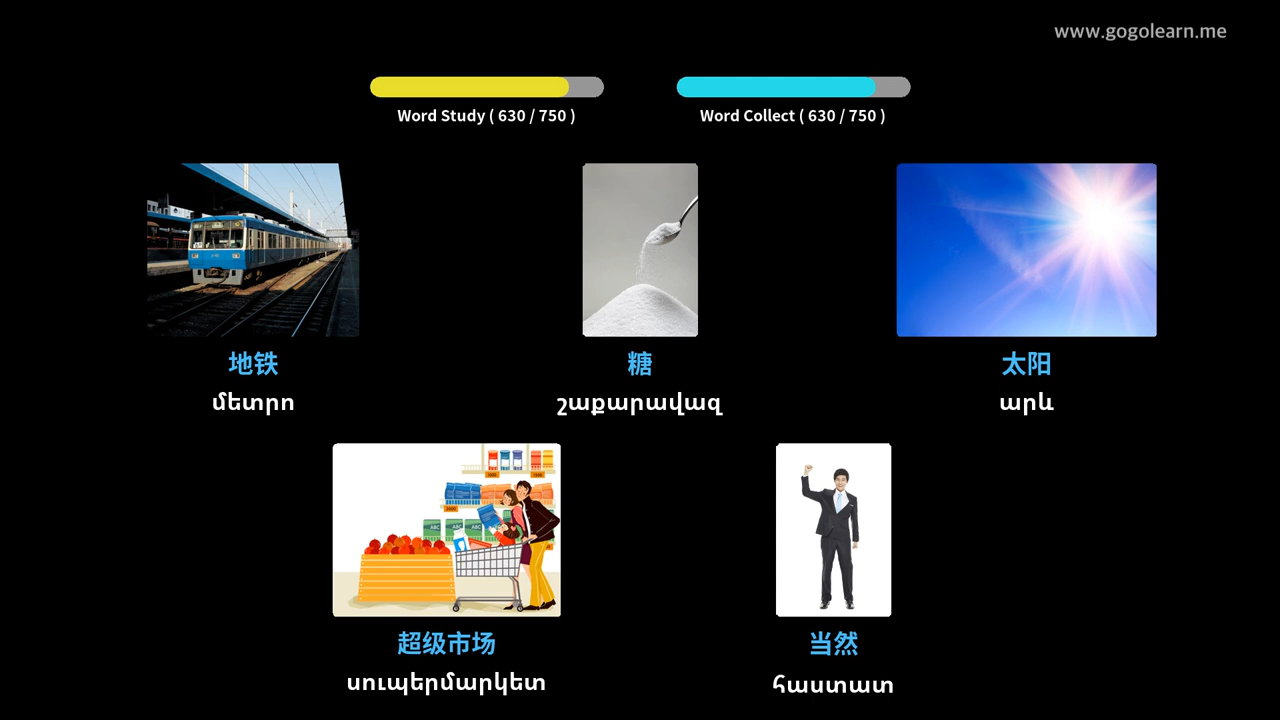 www.gogolearn.me
Word Study ( 630 / 750 )
Word Collect ( 630 / 750 )
地铁
糖
太阳
մետրո
շաքարավազ
արև
超级市场
当然
սուպերմարկետ
հաստատ